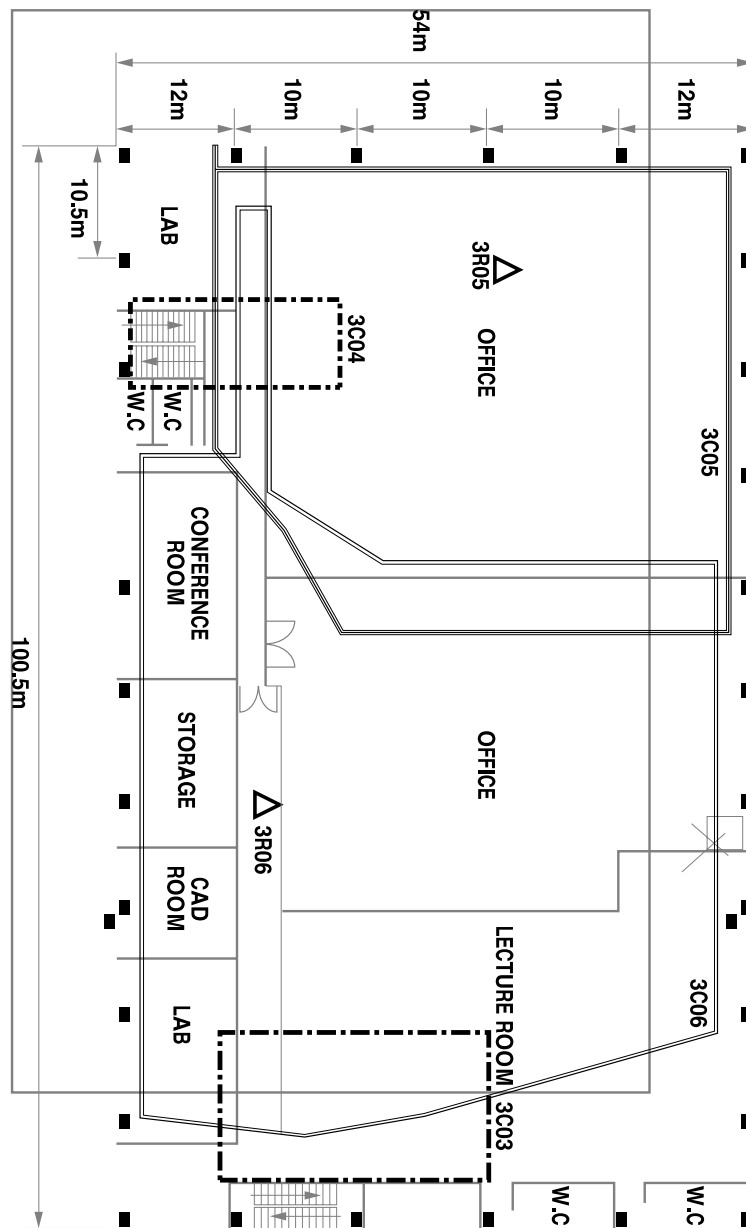 54m
12m
10m
10m
10m
12m
10.5m
100.5m
LAB
3R05
OFFICE
3C04
3C05
W.C
W.C
CONFERENCE
ROOM
STORAGE
OFFICE
3R06
CAD
ROOM
LAB
LECTURE ROOM
3C06
3C03
W.C
W.C